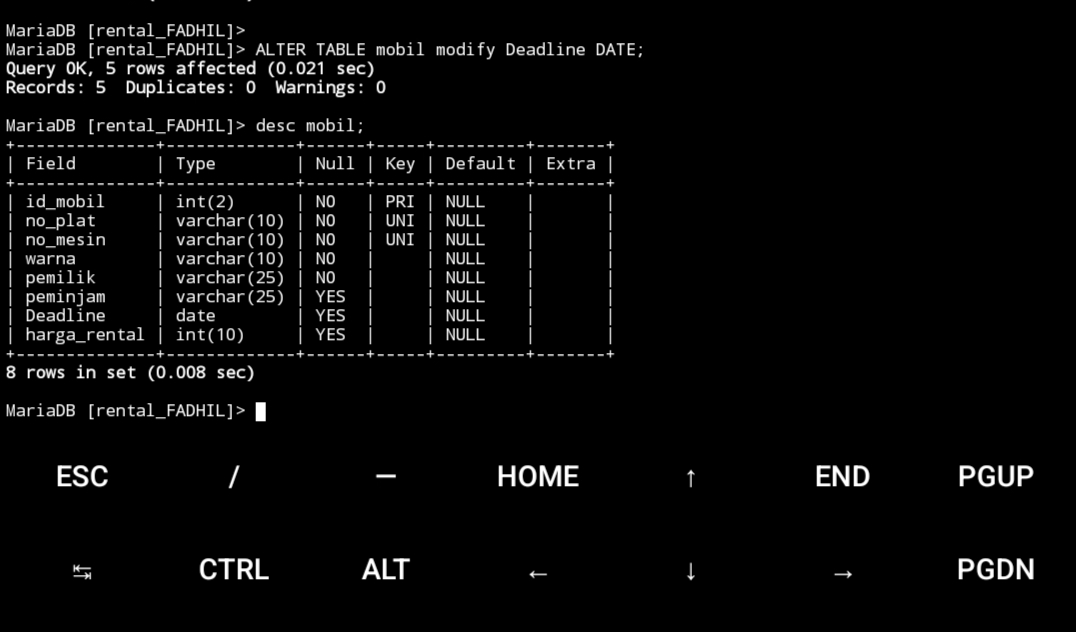 MariaDB [rental_FADHIL]>
MariaDB [rental_FADHIL]> ALTER TABLE mobil modify Deadline DATE;
Query OK, 5 rows affected (0.021 sec)
Records: 5  Duplicates: 0  Warnings: 0
MariaDB [rental_FADHIL]> desc mobil;
+--------------+-------------+------+-----+---------+-------+
| Field        | Type        | Null | Key | Default | Extra |
+--------------+-------------+------+-----+---------+-------+
| id_mobil     | int(2)      | NO   | PRI | NULL    |       |
| no_plat      | varchar(10) | NO   | UNI | NULL    |       |
| no_mesin     | varchar(10) | NO   | UNI | NULL    |       |
| warna        | varchar(10) | NO   |     | NULL    |       |
| pemilik      | varchar(25) | NO   |     | NULL    |       |
| peminjam     | varchar(25) | YES  |     | NULL    |       |
| Deadline     | date        | YES  |     | NULL    |       |
| harga_rental | int(10)     | YES  |     | NULL    |       |
+--------------+-------------+------+-----+---------+-------+
8 rows in set (0.008 sec)
MariaDB [rental_FADHIL]>
ESC / — HOME ↑ END PGUP
↹ CTRL ALT ← ↓ → PGDN